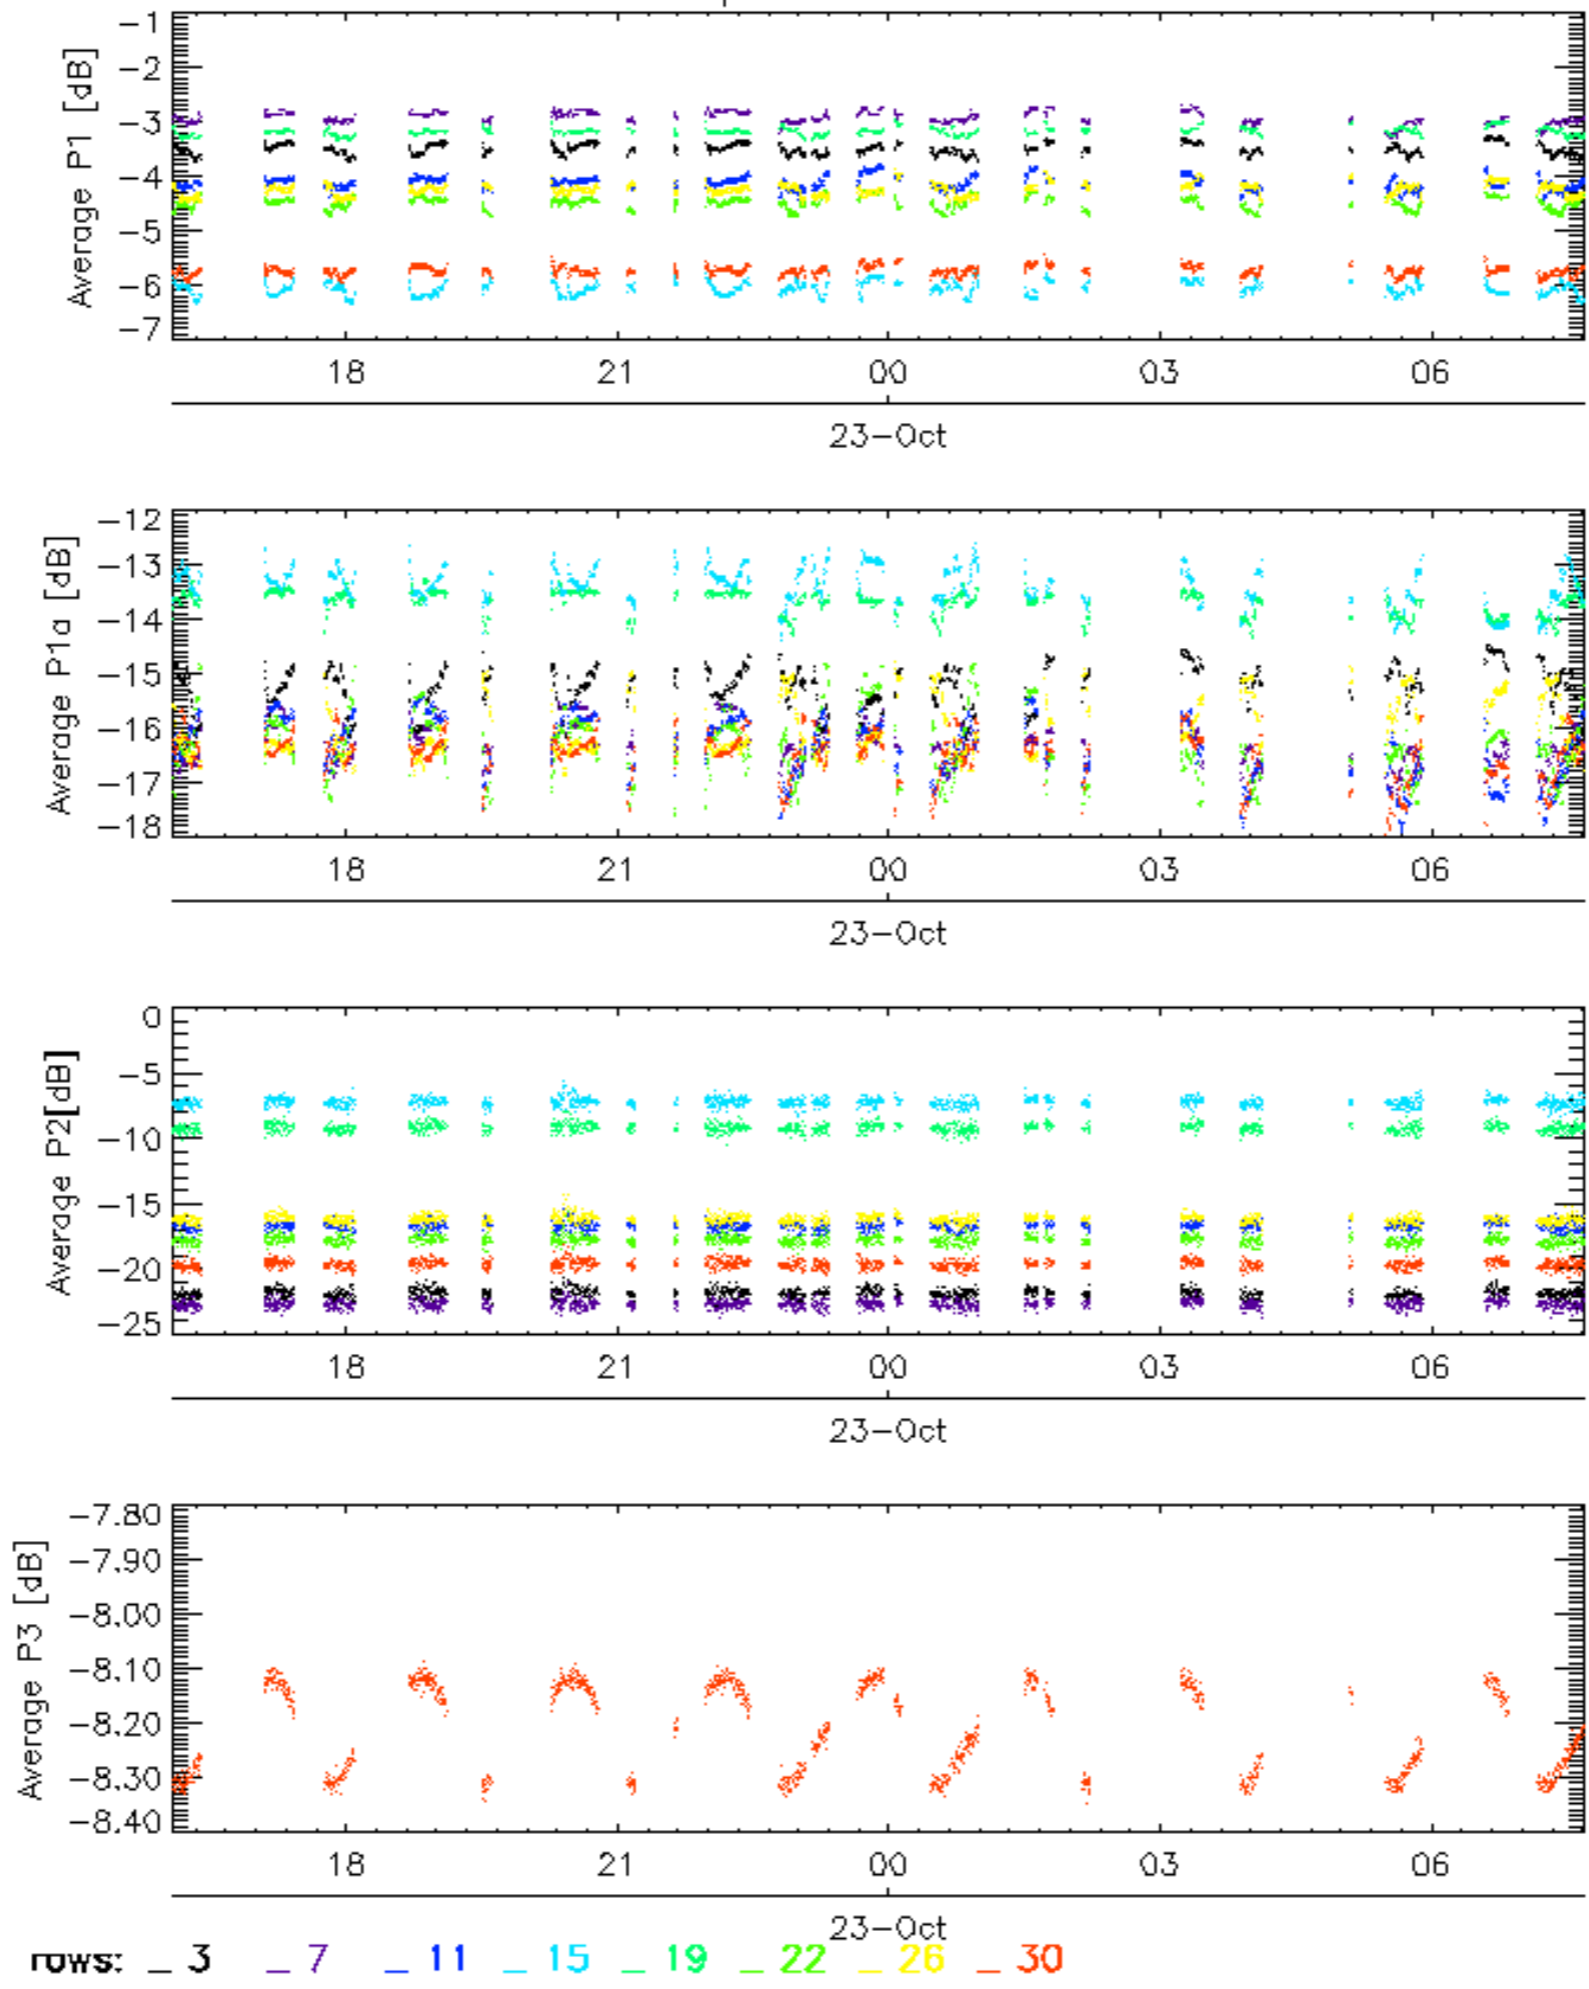 Average P1 [dB]
-1
-2
-3
-4
-5
-6
-7
18 21 00 03 06
23-Oct
Average P1a [dB]
-12
-13
-14
-15
-16
-17
-18
18 21 00 03 06
23-Oct
Average P2[dB]
0
-5
-10
-15
-20
-25
18 21 00 03 06
23-Oct
Average P3 [dB]
-7.80
-7.90
-8.00
-8.10
-8.20
-8.30
-8.40
18 21 00 03 06
23-Oct
rows: _ 3 _ 7 _ 11 _ 15 _ 19 _ 22 _ 26 _ 30